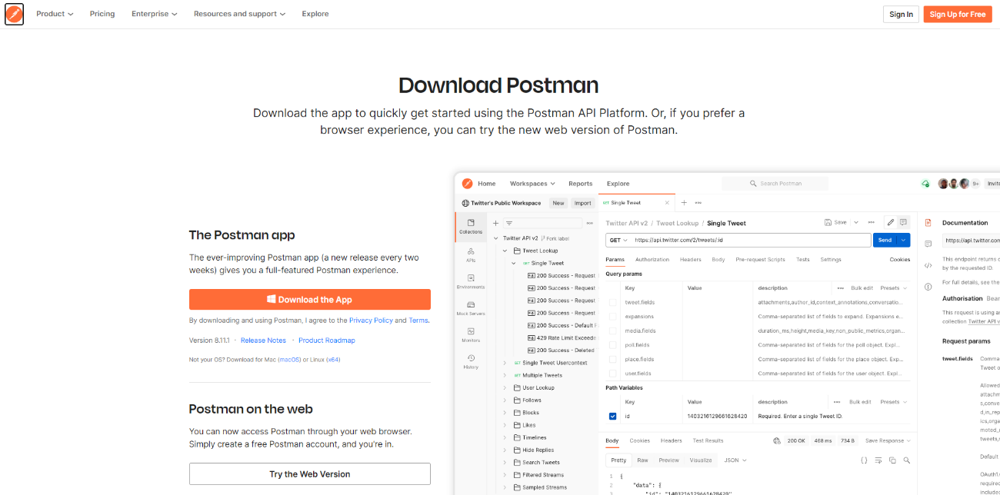 Product Pricing Enterprise Resources and support Explore Sign In Sign Up for Free
Download Postman
Download the app to quickly get started using the Postman API Platform. Or, if you prefer a
browser experience, you can try the new web version of Postman.
The Postman app
The ever-improving Postman app (a new release every two
weeks) gives you a full-featured Postman experience.
Download the App
By downloading and using Postman, I agree to the Privacy Policy and Terms.
Version 8.11.1 · Release Notes · Product Roadmap
Not your OS? Download for Mac (macOS) or Linux (x64)
Postman on the web
You can now access Postman through your web browser.
Simply create a free Postman account, and you're in.
Try the Web Version
Home Workspaces Reports Explore Search Postman 9+
Twitter's Public Workspace New Import
GET Single Tweet
Collections
APIs
Environments
Mock Servers
Monitors
History
Twitter API v2 Fork label
Tweet Lookup
GET Single Tweet
200 Success - Request
200 Success - Request
200 Success - Request
200 Success - Request
200 Success - Default F
429 Rate Limit Exceede
200 Success - Deleted
GET Single Tweet Usercontext
GET Multiple Tweets
User Lookup
Follows
Blocks
Likes
Timelines
Hide Replies
Search Tweets
Filtered Streams
Sampled Streams
Twitter API v2 / Tweet Lookup / Single Tweet Save
GET https://api.twitter.com/2/tweets/:id Send
Params Authorization Headers Body Pre-request Scripts Tests Settings Cookies
Query params
Key Value description Bulk edit Presets
tweet.fields attachments,author_id,context_annotations,conversatio...
expansions Comma-separated list of fields to expand. Expansions e...
media.fields duration_ms,height,media_key,non_public_metrics,organ...
poll.fields Comma-separated list of fields for the poll object. Expl...
place.fields Comma-separated list of fields for the place object. Exp...
user.fields Comma-separated list of fields for the user object. Expl...
Path Variables
Key Value description Bulk edit Presets
id 1403216129661628420 Required. Enter a single Tweet ID.
Body Cookies Headers Test Results 200 OK 468 ms 734 B Save Response
Pretty Raw Preview Visualize JSON
1 {
2 "data": {
3 "id": "1403216129661628420"
Documentation
https://api.twitter.com
This endpoint returns
by the requested ID.
For full details, see the
Authorisation Bear
This request is using an
collection Twitter API v
Request params
tweet.fields Comma
Tweet o
Allowed
attachm
s,conver
d,in_rep
ics,orga
moted_
tweets,
Default
OAuth1.
required
includes